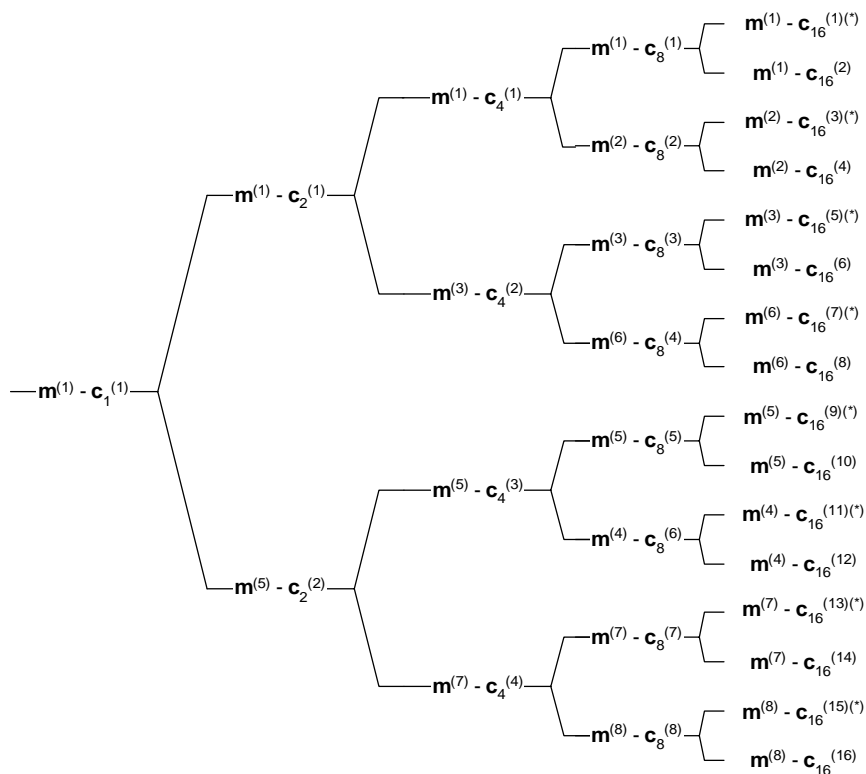 m(1) - c16(1)(*)
m(1) - c8(1)
m(1) - c16(2)
m(1) - c4(1)
m(2) - c16(3)(*)
m(2) - c8(2)
m(2) - c16(4)
m(1) - c2(1)
m(3) - c16(5)(*)
m(3) - c8(3)
m(3) - c16(6)
m(3) - c4(2)
m(6) - c16(7)(*)
m(6) - c8(4)
m(6) - c16(8)
m(1) - c1(1)
m(5) - c16(9)(*)
m(5) - c8(5)
m(5) - c16(10)
m(5) - c4(3)
m(4) - c16(11)(*)
m(4) - c8(6)
m(4) - c16(12)
m(5) - c2(2)
m(7) - c16(13)(*)
m(7) - c8(7)
m(7) - c16(14)
m(7) - c4(4)
m(8) - c16(15)(*)
m(8) - c8(8)
m(8) - c16(16)